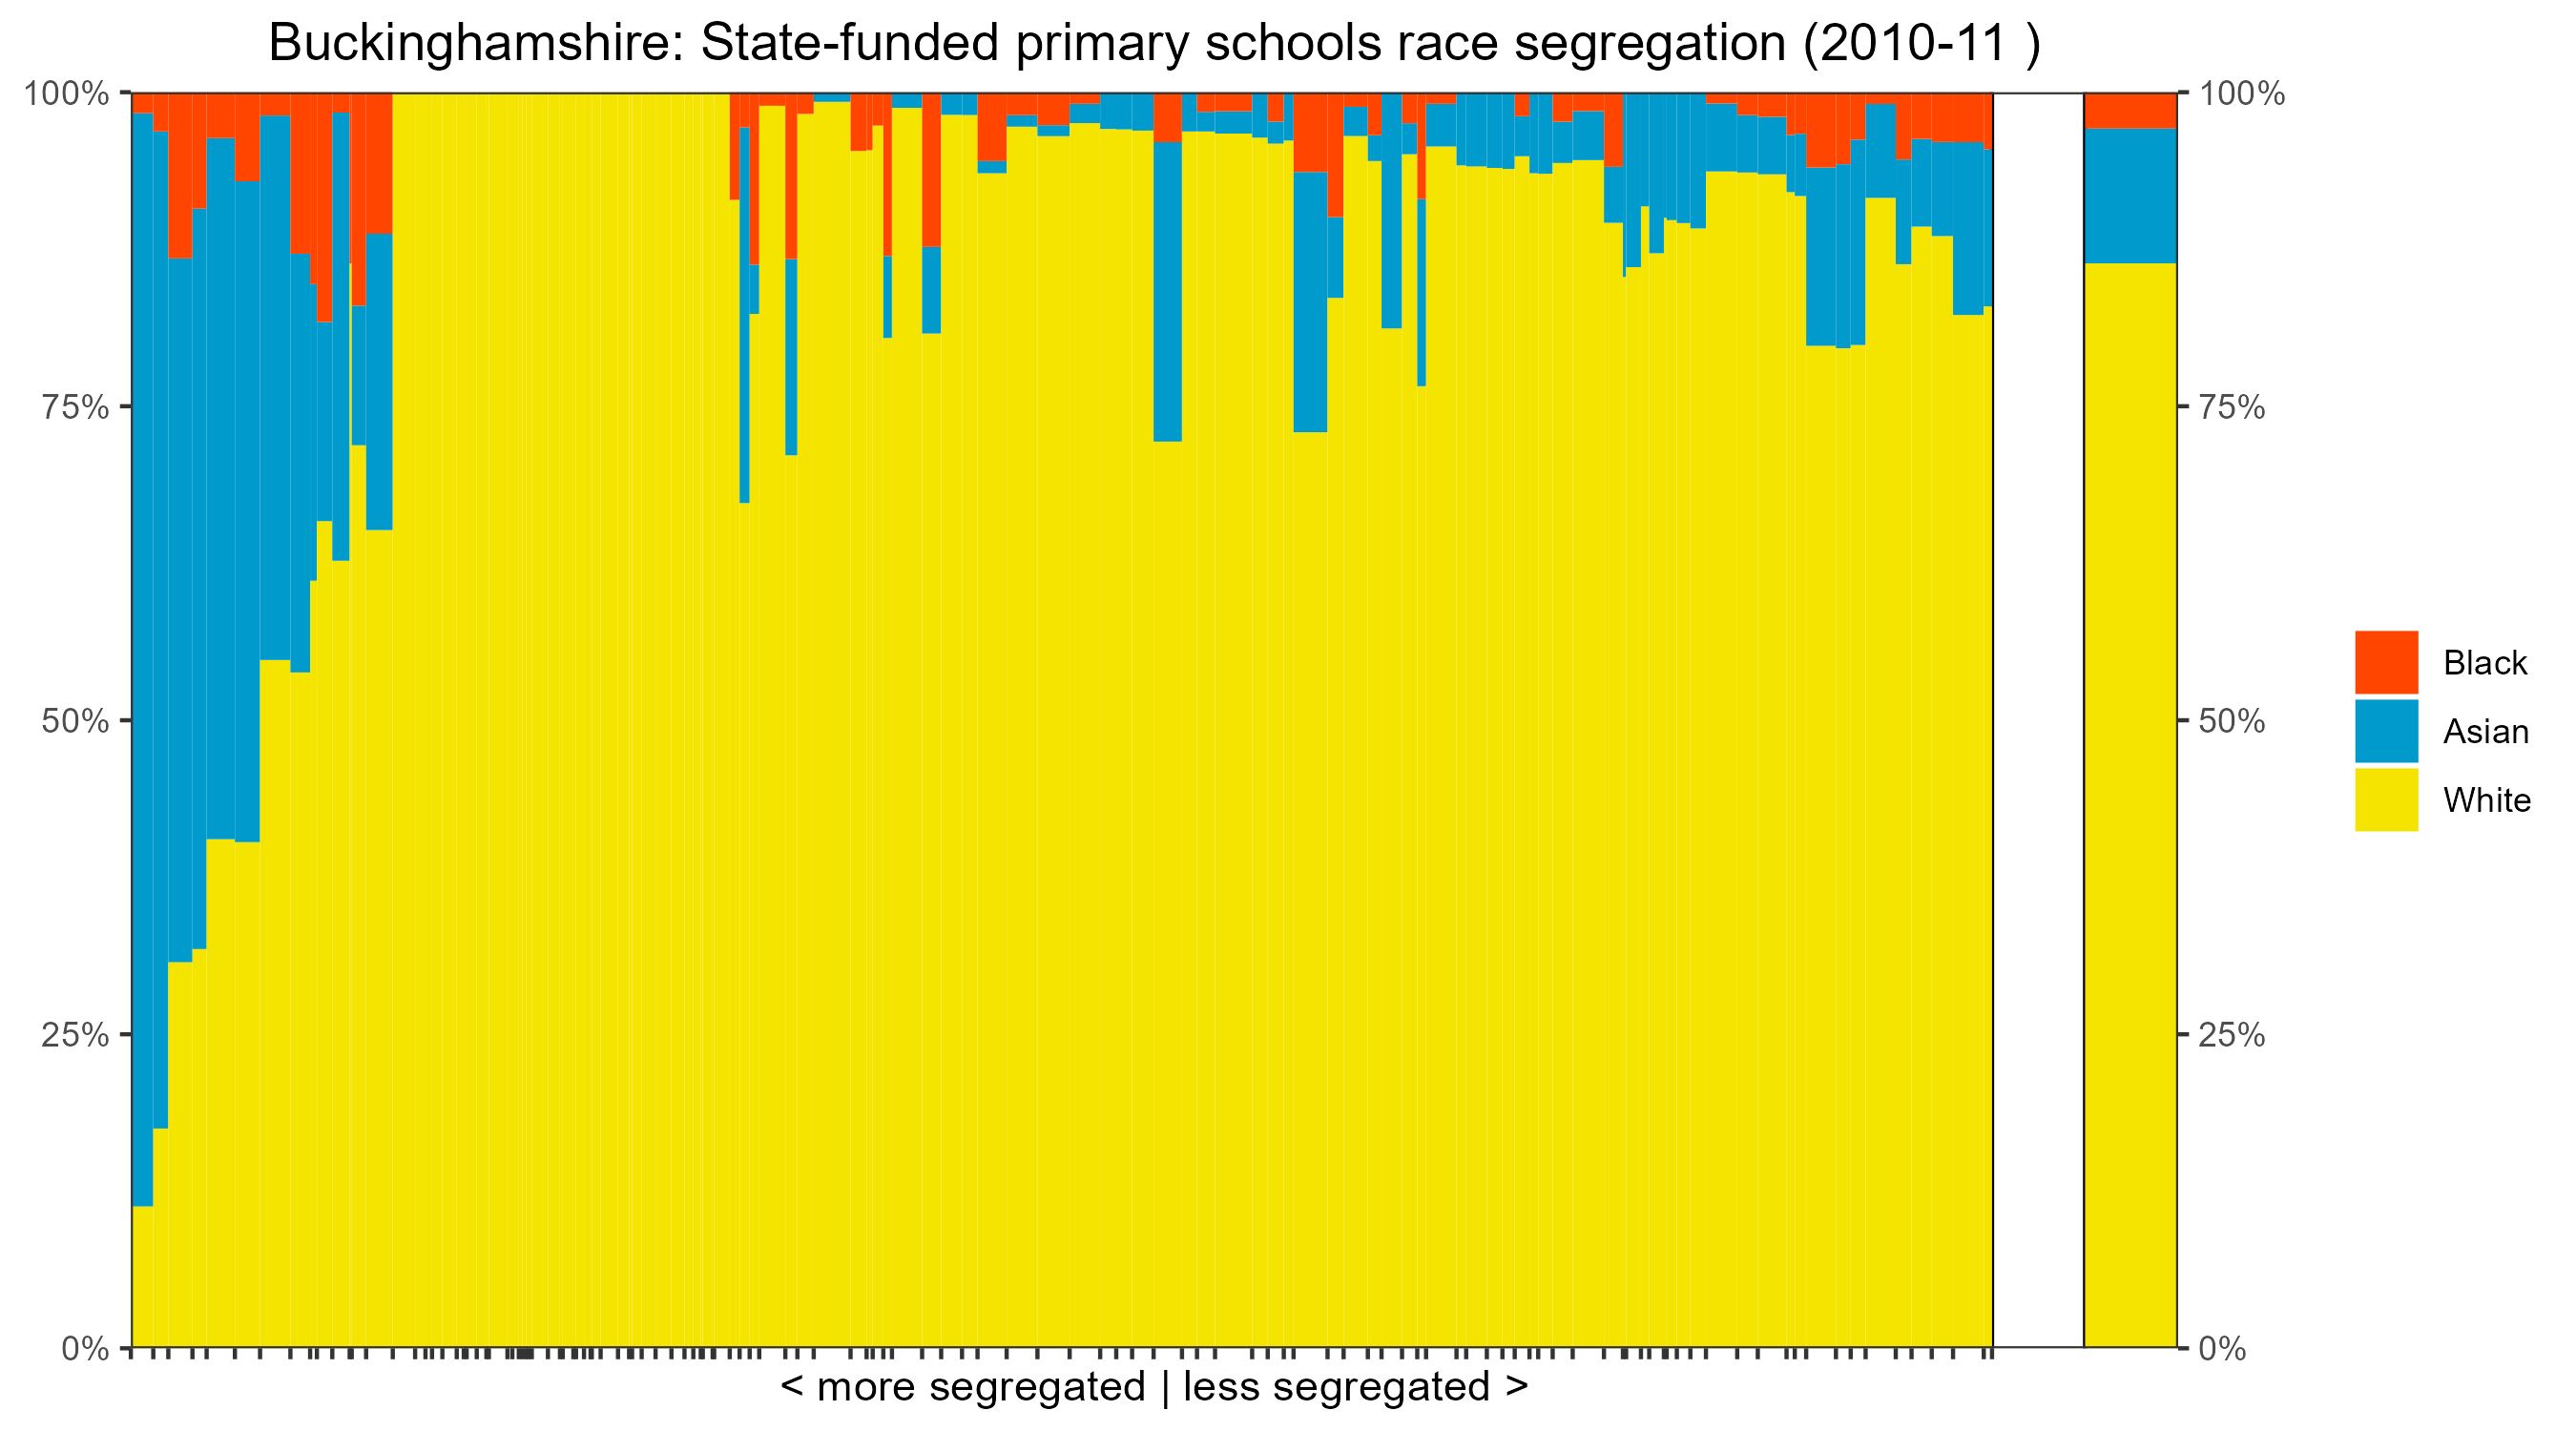 Buckinghamshire: State-funded primary schools race segregation (2010-11 )
100%
75%
50%
25%
0%
100%
75%
50%
25%
0%
Black
Asian
White
< more segregated | less segregated >